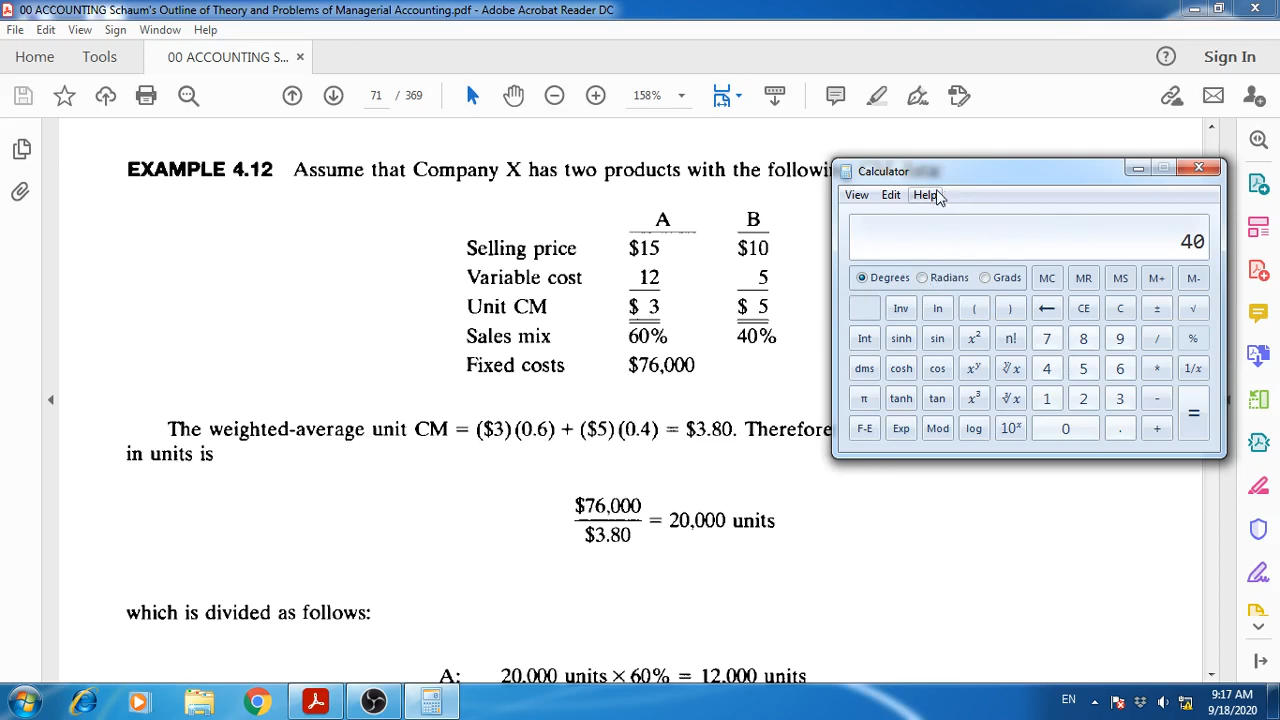 00 ACCOUNTING Schaum's Outline of Theory and Problems of Managerial Accounting.pdf - Adobe Acrobat Reader DC
File Edit View Sign Window Help
Home Tools 00 ACCOUNTING S... × Sign In
71 / 369 158%
EXAMPLE 4.12 Assume that Company X has two products with the
A B
Selling price $15 $10
Variable cost 12 5
Unit CM $ 3 $ 5
Sales mix 60% 40%
Fixed costs $76,000
The weighted-average unit CM = ($3)(0.6) + ($5)(0.4) = $3.80. Therefore
in units is
$76,000
$3.80
= 20,000 units
which is divided as follows:
A: 20,000 units × 60% = 12,000 units
Calculator
View Edit Help
40
Degrees Radians Grads MC MR MS M+ M-
Inv ln ( ) ← CE C ± √
Int sinh sin x² n! 7 8 9 / %
dms cosh cos xʸ ʸ√x 4 5 6 * 1/x
π tanh tan x³ ³√x 1 2 3 - =
F-E Exp Mod log 10ˣ 0 . +
EN 9:17 AM
9/18/2020